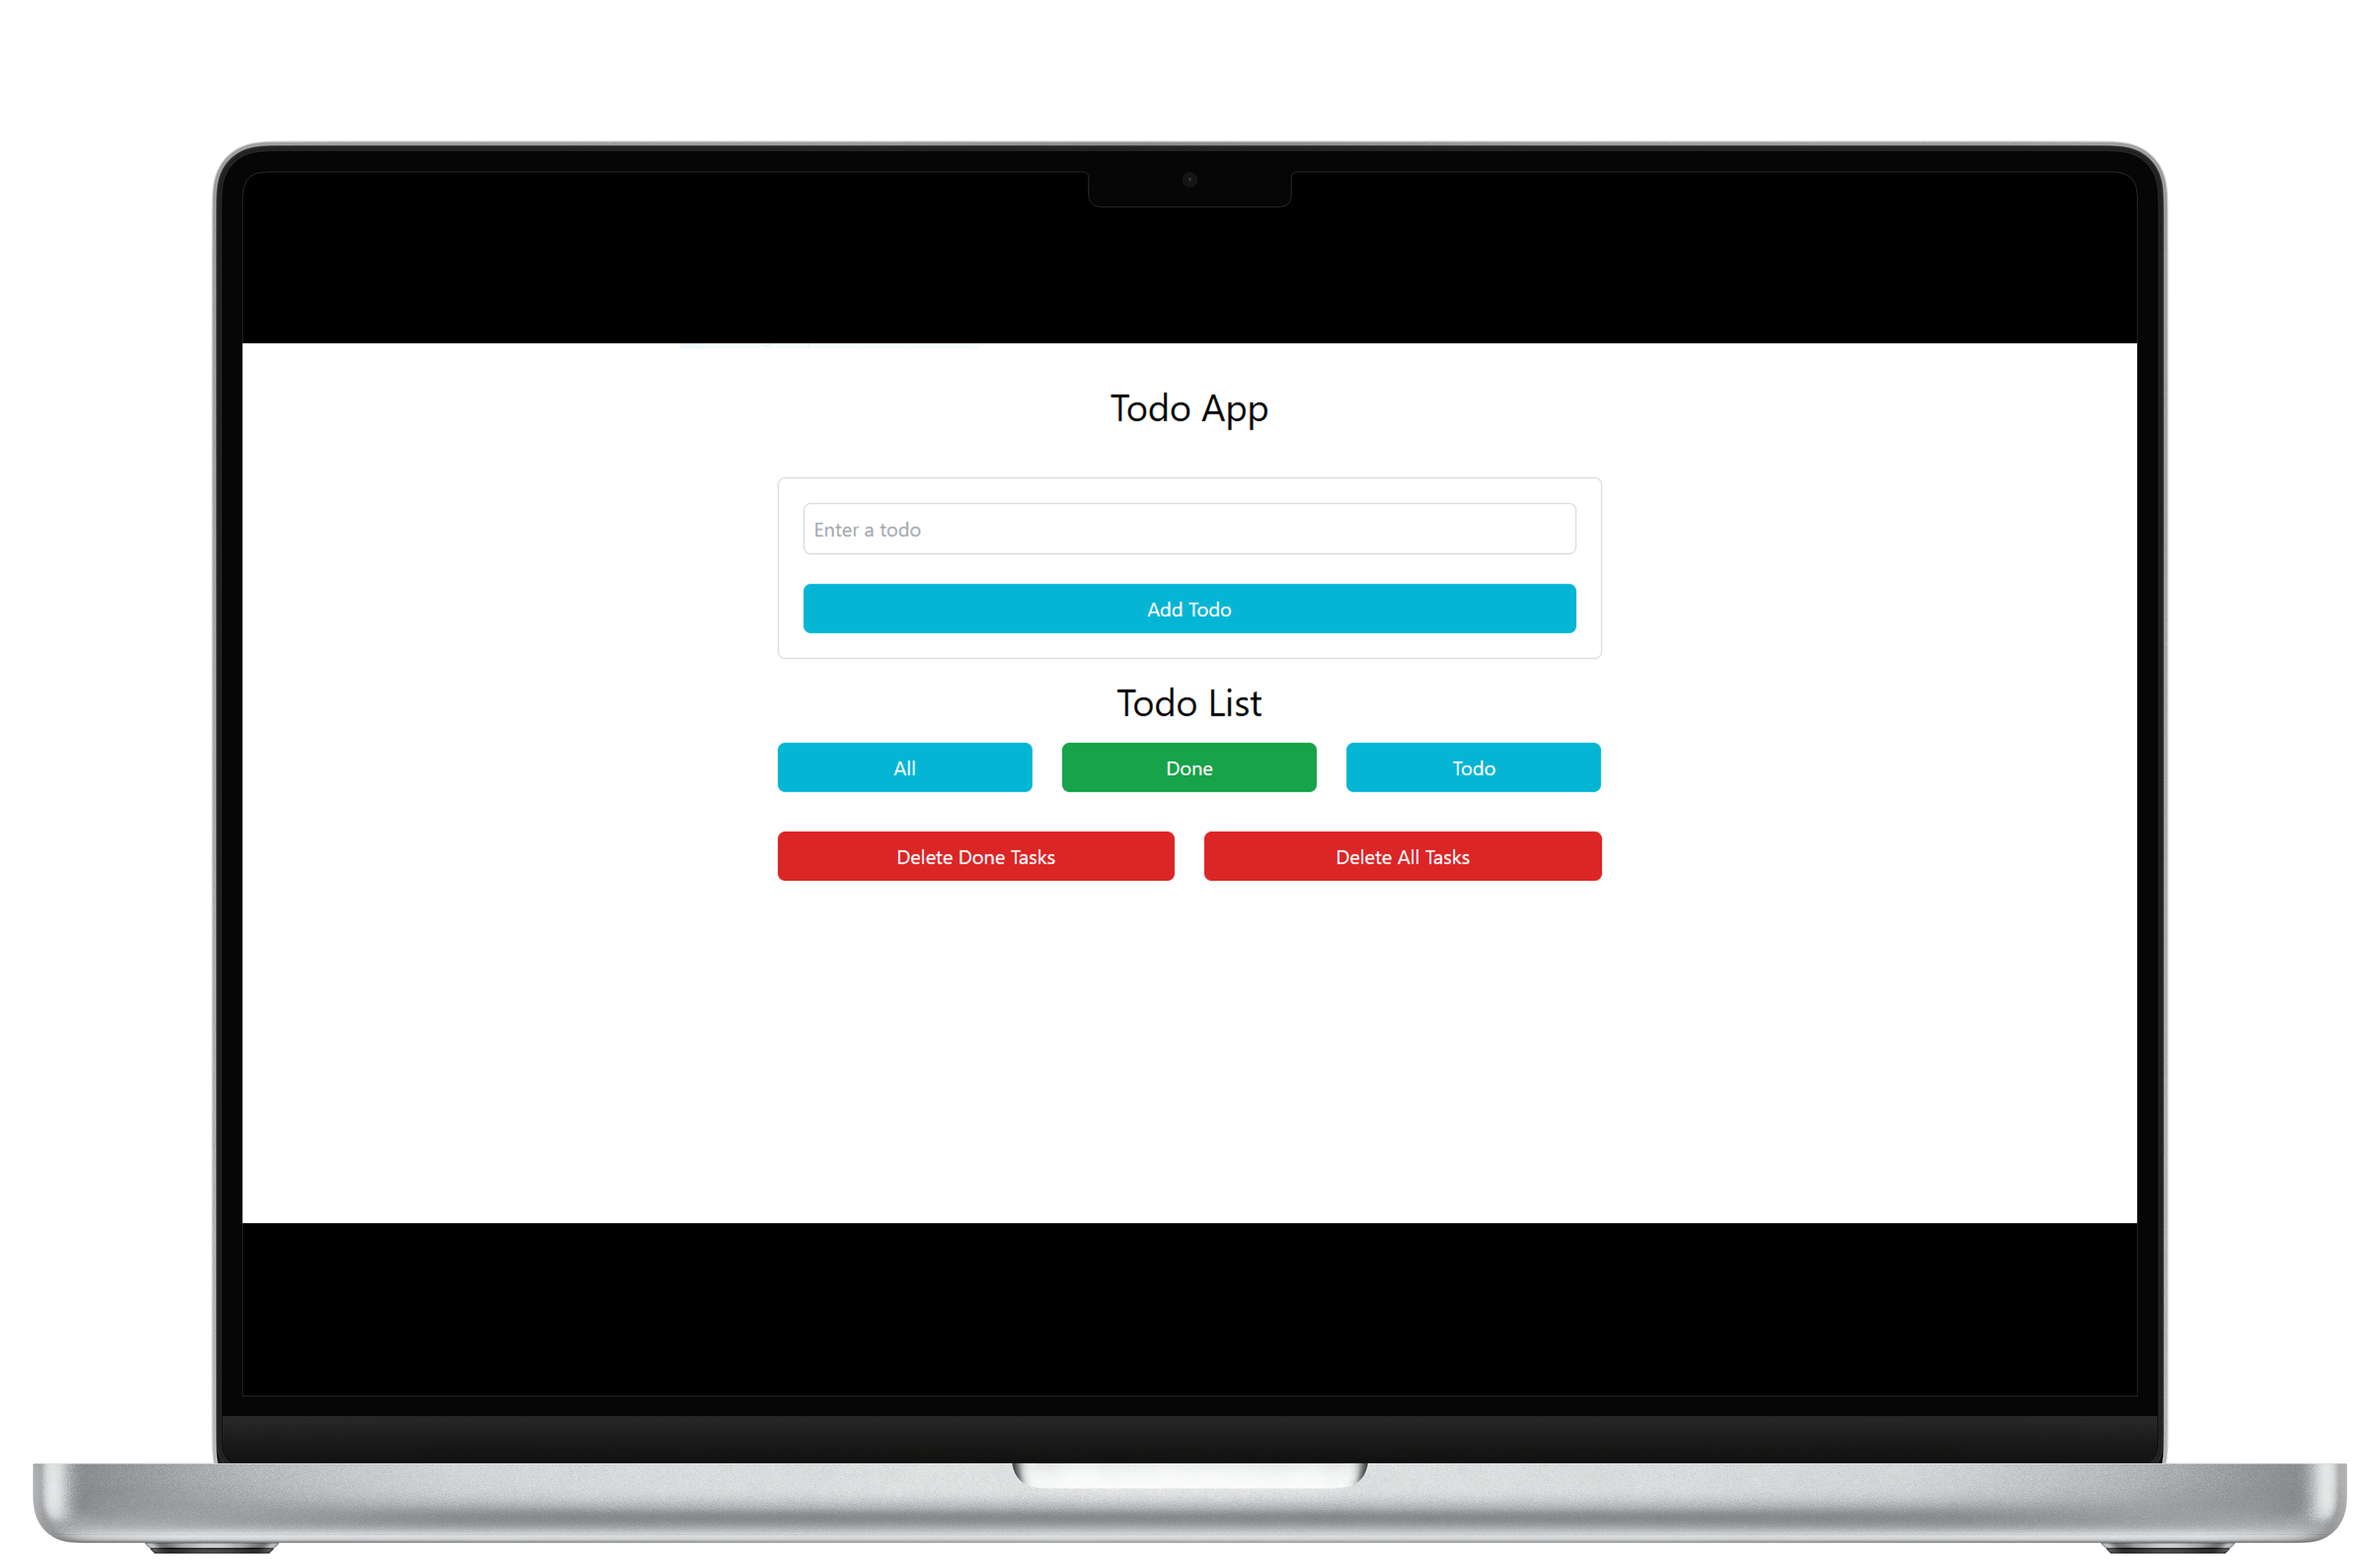 Todo App
Enter a todo
Add Todo
Todo List
All Done Todo
Delete Done Tasks Delete All Tasks